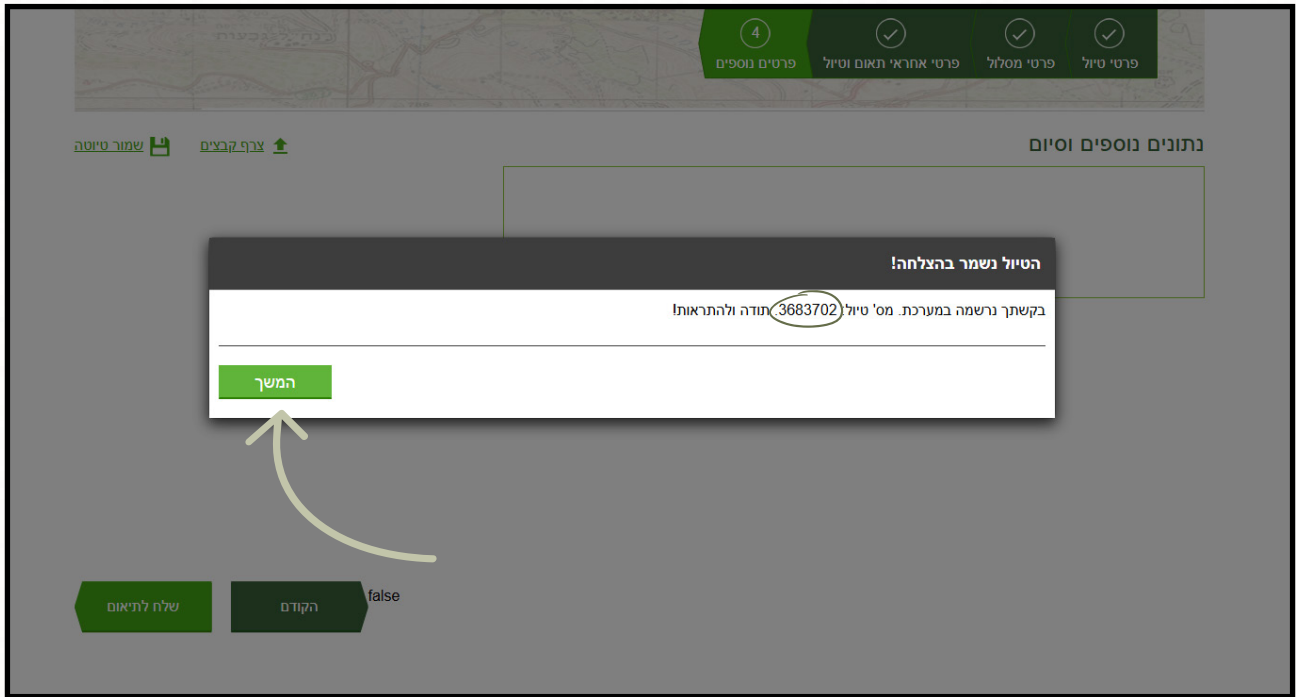 4
פרטי טיול
פרטי מסלול
פרטי אחראי תאום וטיול
פרטים נוספים
נתונים נוספים וסיום
צרף קבצים
שמור טיוטה
הטיול נשמר בהצלחה!
בקשתך נרשמה במערכת. מס' טיול: 3683702. תודה ולהתראות!
המשך
false
הקודם
שלח לתיאום